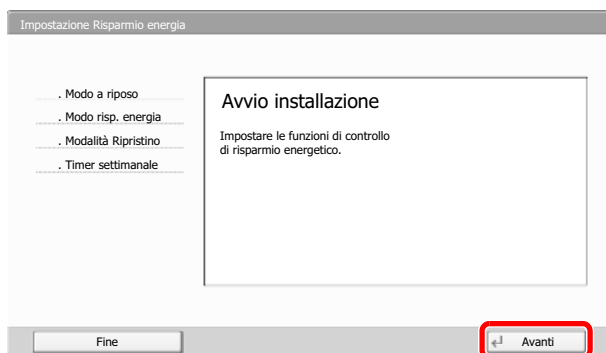 Impostazione Risparmio energia
. Modo a riposo
. Modo risp. energia
. Modalità Ripristino
. Timer settimanale
Avvio installazione
Impostare le funzioni di controllo
di risparmio energetico.
Fine
Avanti